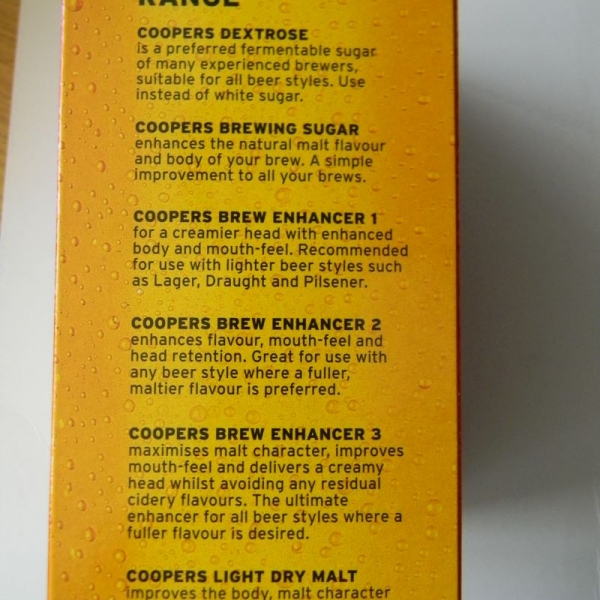 RANGE
COOPERS DEXTROSE
is a preferred fermentable sugar
of many experienced brewers,
suitable for all beer styles. Use
instead of white sugar.
COOPERS BREWING SUGAR
enhances the natural malt flavour
and body of your brew. A simple
improvement to all your brews.
COOPERS BREW ENHANCER 1
for a creamier head with enhanced
body and mouth-feel. Recommended
for use with lighter beer styles such
as Lager, Draught and Pilsener.
COOPERS BREW ENHANCER 2
enhances flavour, mouth-feel and
head retention. Great for use with
any beer style where a fuller,
maltier flavour is preferred.
COOPERS BREW ENHANCER 3
maximises malt character, improves
mouth-feel and delivers a creamy
head whilst avoiding any residual
cidery flavours. The ultimate
enhancer for all beer styles where a
fuller flavour is desired.
COOPERS LIGHT DRY MALT
improves the body, malt character